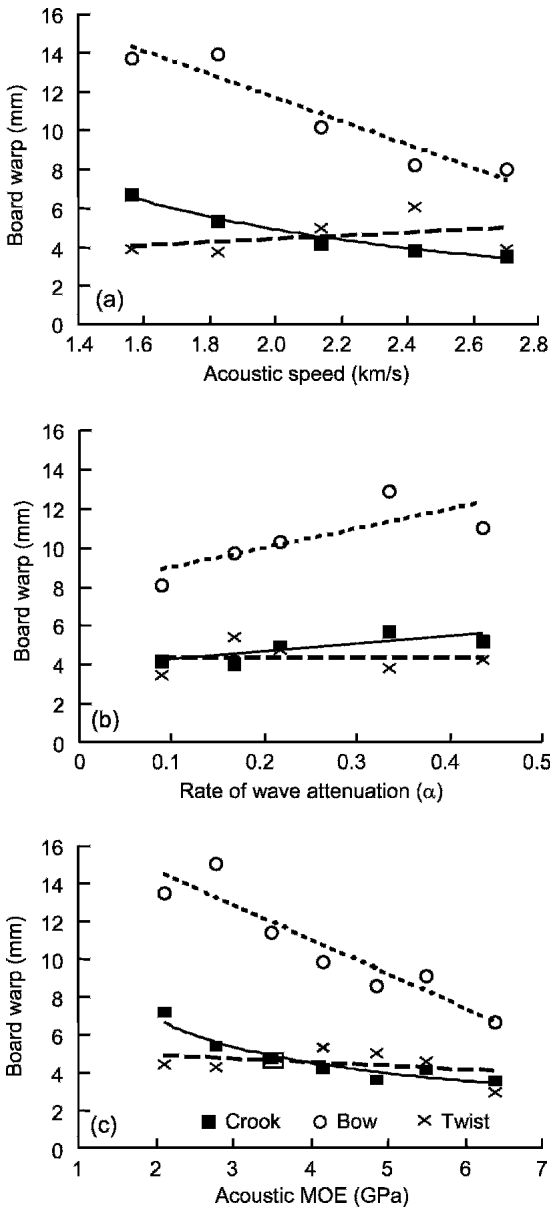 16
14
12
10
8
6
4
2
0
Board warp (mm)
(a)
1.4 1.6 1.8 2.0 2.2 2.4 2.6 2.8
Acoustic speed (km/s)
16
14
12
10
8
6
4
2
0
Board warp (mm)
(b)
0 0.1 0.2 0.3 0.4 0.5
Rate of wave attenuation (α)
16
14
12
10
8
6
4
2
0
Board warp (mm)
(c)
Crook Bow Twist
1 2 3 4 5 6 7
Acoustic MOE (GPa)